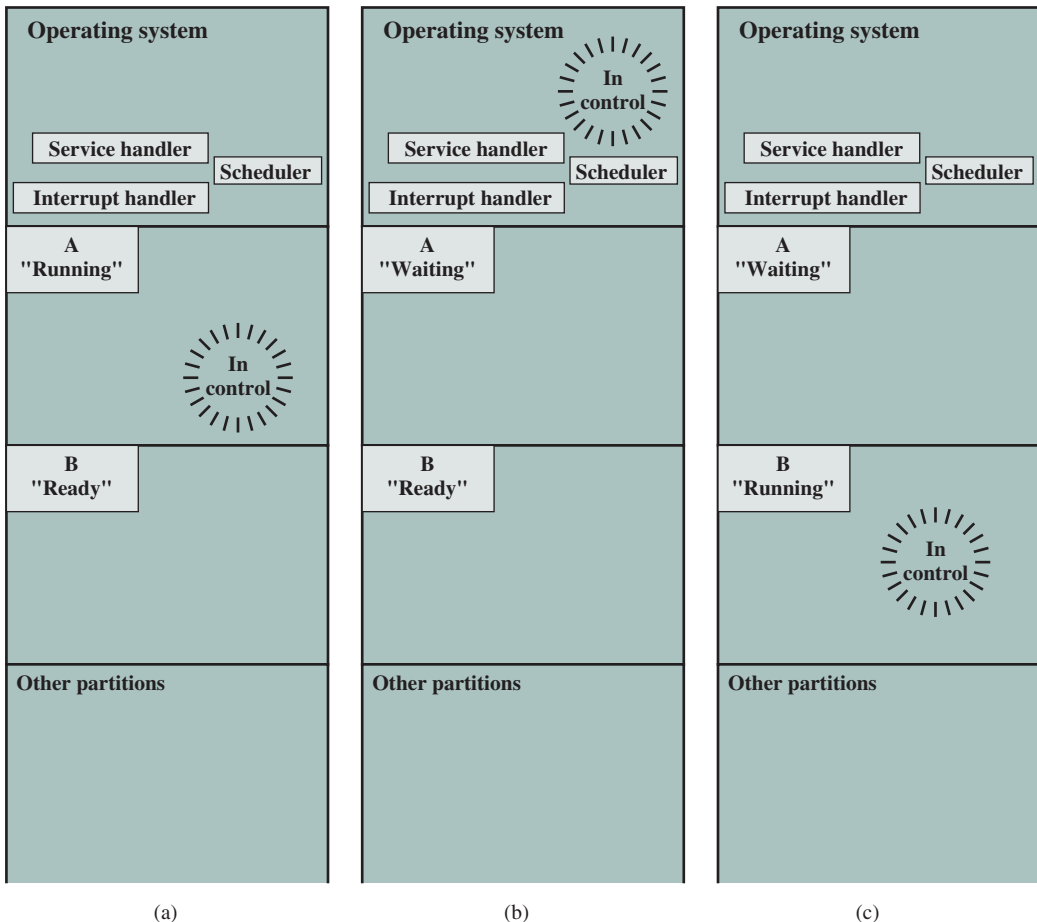 Operating system
Service handler
Scheduler
Interrupt handler
A
"Running"
In
control
B
"Ready"
Other partitions
(a)
Operating system
In
control
Service handler
Scheduler
Interrupt handler
A
"Waiting"
B
"Ready"
Other partitions
(b)
Operating system
Service handler
Scheduler
Interrupt handler
A
"Waiting"
B
"Running"
In
control
Other partitions
(c)